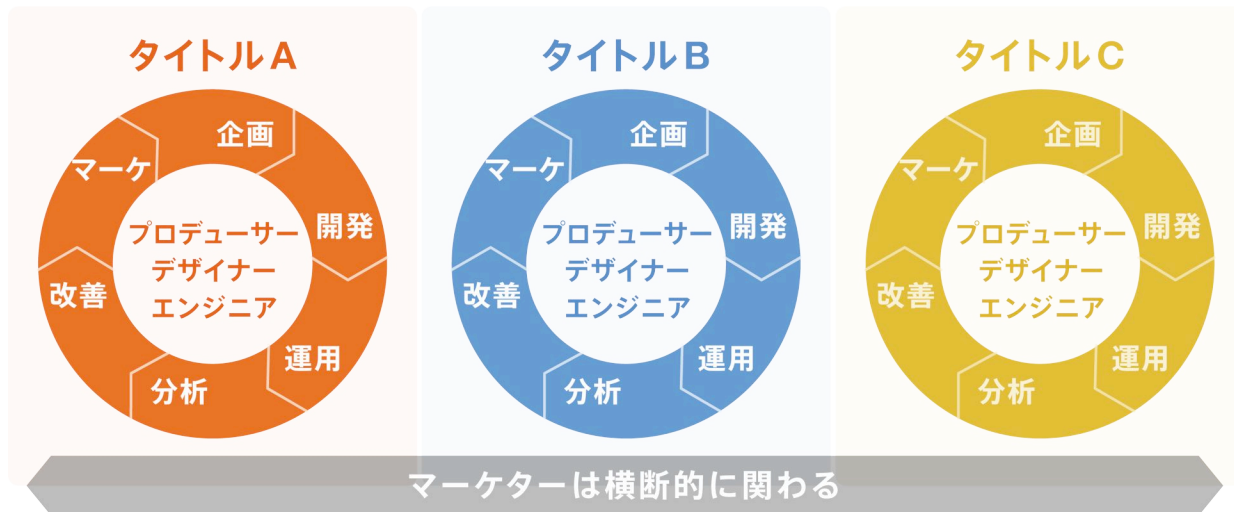 タイトルA
企画
開発
運用
分析
改善
マーケ
プロデューサー
デザイナー
エンジニア
タイトルB
企画
開発
運用
分析
改善
マーケ
プロデューサー
デザイナー
エンジニア
タイトルC
企画
開発
運用
分析
改善
マーケ
プロデューサー
デザイナー
エンジニア
マーケターは横断的に関わる